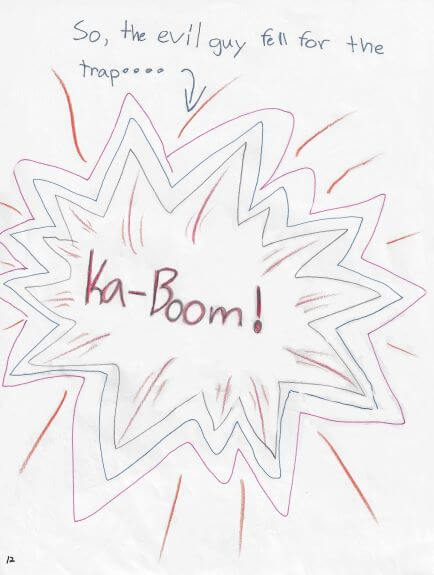 So, the evil guy fell for the
trap....
Ka-Boom!
12